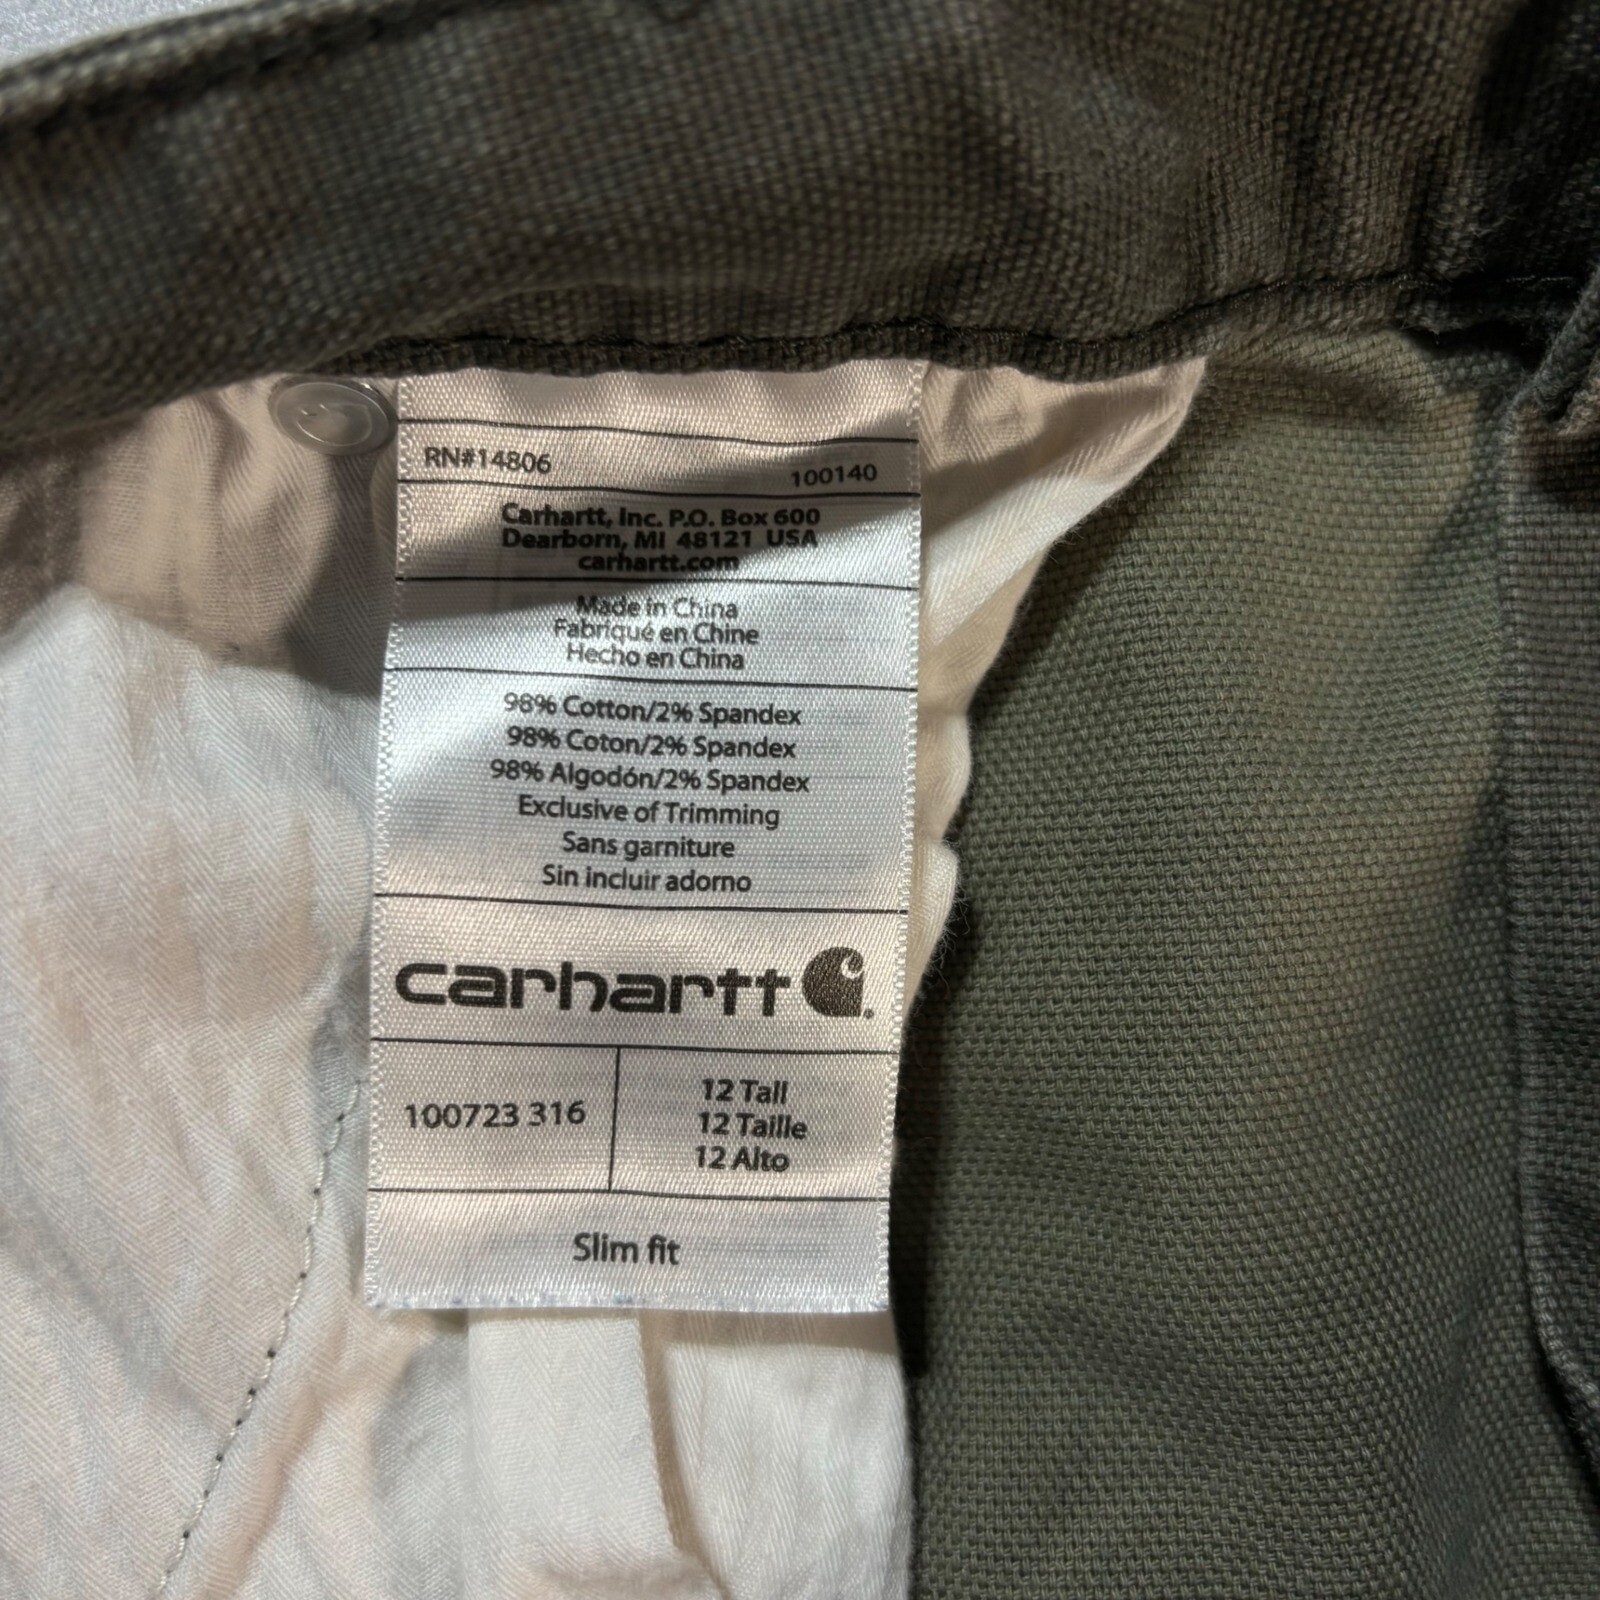 RN#14806 100140
Carhartt, Inc. P.O. Box 600
Dearborn, MI 48121 USA
carhartt.com
Made in China
Fabriqué en Chine
Hecho en China
98% Cotton/2% Spandex
98% Coton/2% Spandex
98% Algodón/2% Spandex
Exclusive of Trimming
Sans garniture
Sin incluir adorno
carhartt
100723 316
12 Tall
12 Taille
12 Alto
Slim fit